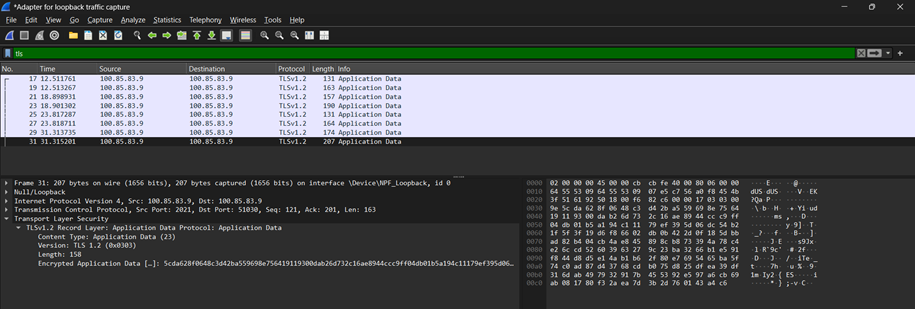 *Adapter for loopback traffic capture
File Edit View Go Capture Analyze Statistics Telephony Wireless Tools Help
tls
No. Time Source Destination Protocol Length Info
17 12.511761 100.85.83.9 100.85.83.9 TLSv1.2 131 Application Data
19 12.513267 100.85.83.9 100.85.83.9 TLSv1.2 163 Application Data
21 18.898931 100.85.83.9 100.85.83.9 TLSv1.2 157 Application Data
23 18.901302 100.85.83.9 100.85.83.9 TLSv1.2 190 Application Data
25 23.817287 100.85.83.9 100.85.83.9 TLSv1.2 131 Application Data
27 23.818711 100.85.83.9 100.85.83.9 TLSv1.2 164 Application Data
29 31.313735 100.85.83.9 100.85.83.9 TLSv1.2 174 Application Data
31 31.315201 100.85.83.9 100.85.83.9 TLSv1.2 207 Application Data
Frame 31: 207 bytes on wire (1656 bits), 207 bytes captured (1656 bits) on interface \Device\NPF_Loopback, id 0
Null/Loopback
Internet Protocol Version 4, Src: 100.85.83.9, Dst: 100.85.83.9
Transmission Control Protocol, Src Port: 2021, Dst Port: 51030, Seq: 121, Ack: 201, Len: 163
Transport Layer Security
TLSv1.2 Record Layer: Application Data Protocol: Application Data
Content Type: Application Data (23)
Version: TLS 1.2 (0x0303)
Length: 158
Encrypted Application Data […]: 5cda628f0648c3d42ba559698e756419119300dab26d732c16ae8944ccc9ff04db01b5a194c11179ef395d06…
0000 02 00 00 00 45 00 00 cb cb fe 40 00 80 06 00 00
0010 64 55 53 09 64 55 53 09 07 e5 c7 56 a0 f8 45 4b
0020 3f 51 61 92 50 18 00 f6 82 c6 00 00 17 03 03 00
0030 9e 5c da 62 8f 06 48 c3 d4 2b a5 59 69 8e 75 64
0040 19 11 93 00 da b2 6d 73 2c 16 ae 89 44 cc c9 ff
0050 04 db 01 b5 a1 94 c1 11 79 ef 39 5d 06 dc 54 b2
0060 1f 5f 3f 19 d6 f8 66 02 db 0b 42 2d 0f 18 5d bb
0070 ad 82 b4 04 cb 4a e8 45 89 8c b8 73 39 4a 78 c4
0080 e2 6c cd 52 60 39 63 27 9c 23 ba 32 66 b1 e5 91
0090 f8 44 d8 d5 e1 4a b1 b6 2f 80 e7 69 54 65 ba 5f
00a0 74 c0 ad 87 d4 37 68 cd b0 75 d8 25 df ea 39 df
00b0 31 6d ab 49 79 32 91 7b 45 53 92 e5 97 a6 cb 69
00c0 ab 08 17 80 f3 2a ea 7d 3b 2d 76 01 43 a4 c6